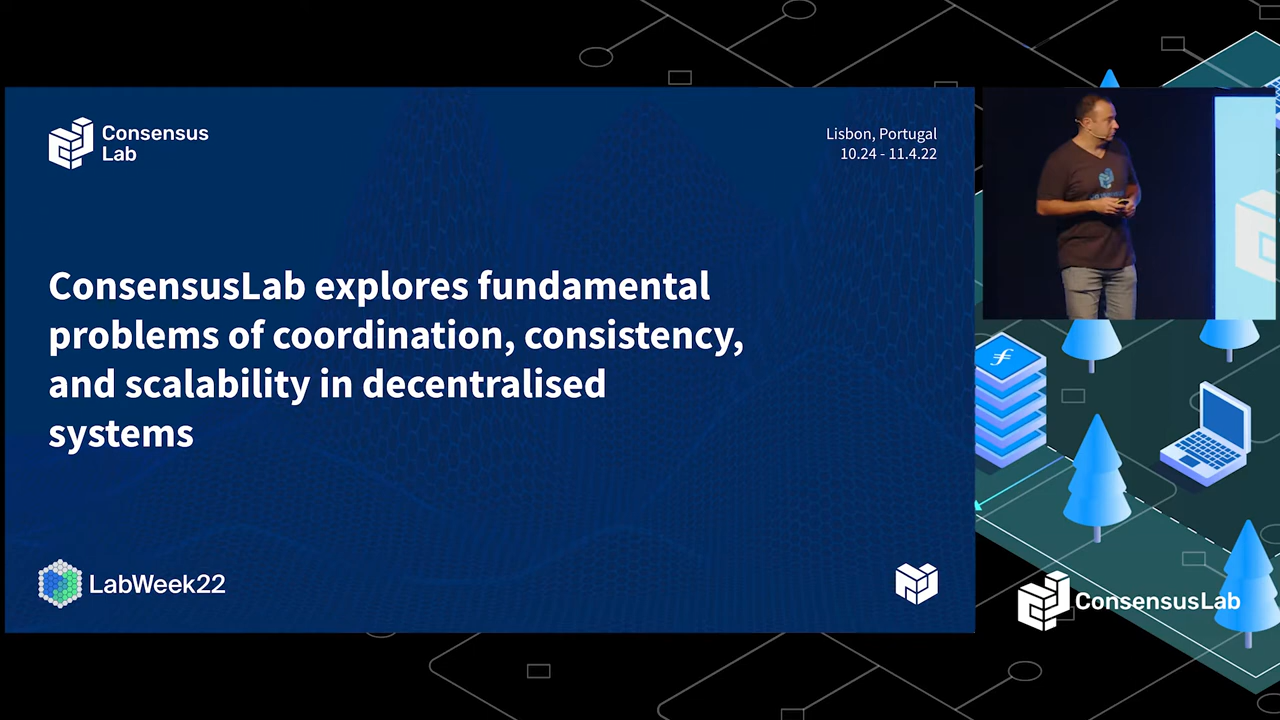 Consensus
Lab
Lisbon, Portugal
10.24 - 11.4.22
ConsensusLab explores fundamental
problems of coordination, consistency,
and scalability in decentralised
systems
LabWeek22
ConsensusLab